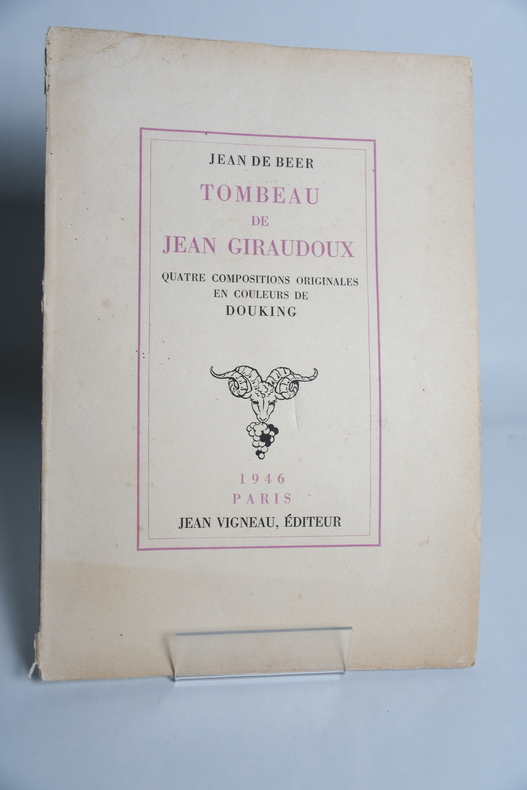 JEAN DE BEER
TOMBEAU
DE
JEAN GIRAUDOUX
QUATRE COMPOSITIONS ORIGINALES
EN COULEURS DE
DOUKING
1946
PARIS
JEAN VIGNEAU, ÉDITEUR